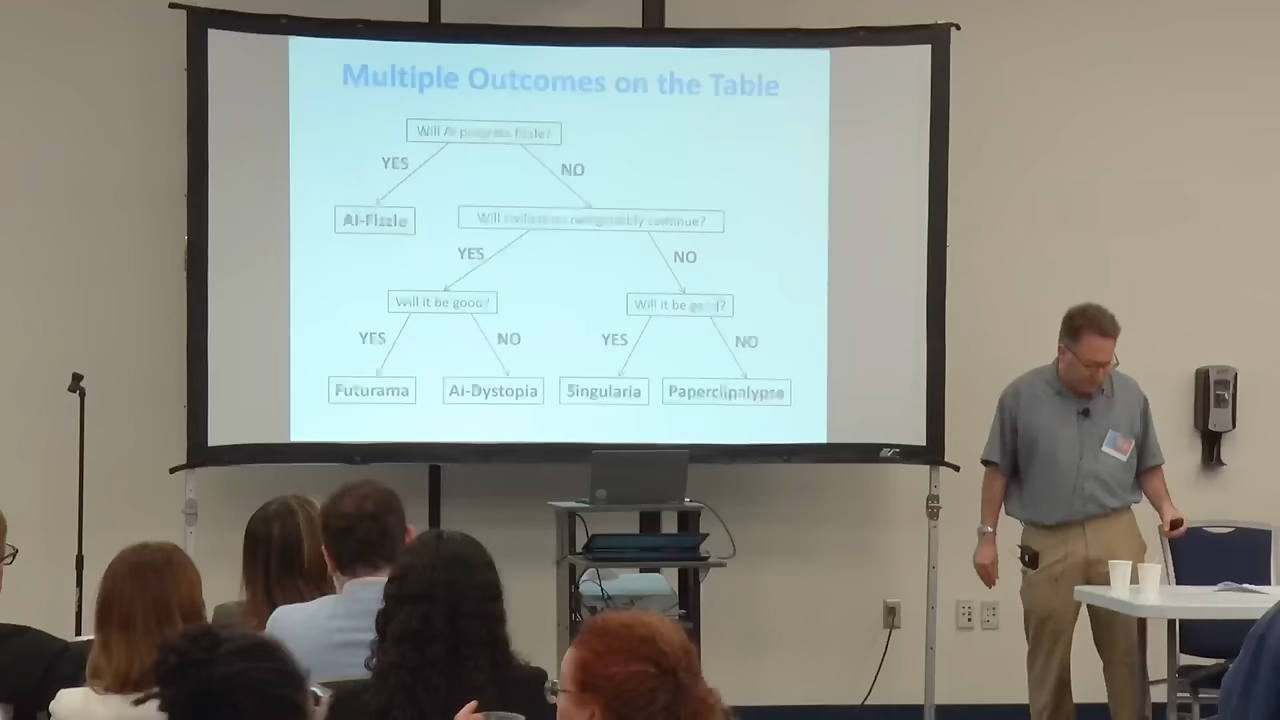 Multiple Outcomes on the Table
Will AI progress fizzle?
YES
NO
AI-Fizzle
Will civilization recognizably continue?
YES
NO
Will it be good?
Will it be good?
YES
NO
YES
NO
Futurama
AI-Dystopia
Singularia
Paperclipalypse